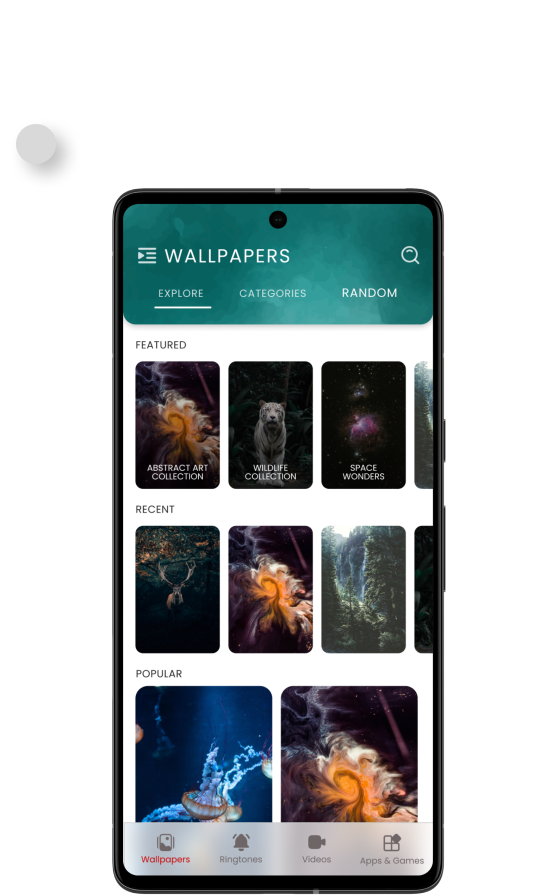 WALLPAPERS
EXPLORE CATEGORIES RANDOM
FEATURED
ABSTRACT ART
COLLECTION
WILDLIFE
COLLECTION
SPACE
WONDERS
RECENT
POPULAR
Wallpapers Ringtones Videos Apps & Games